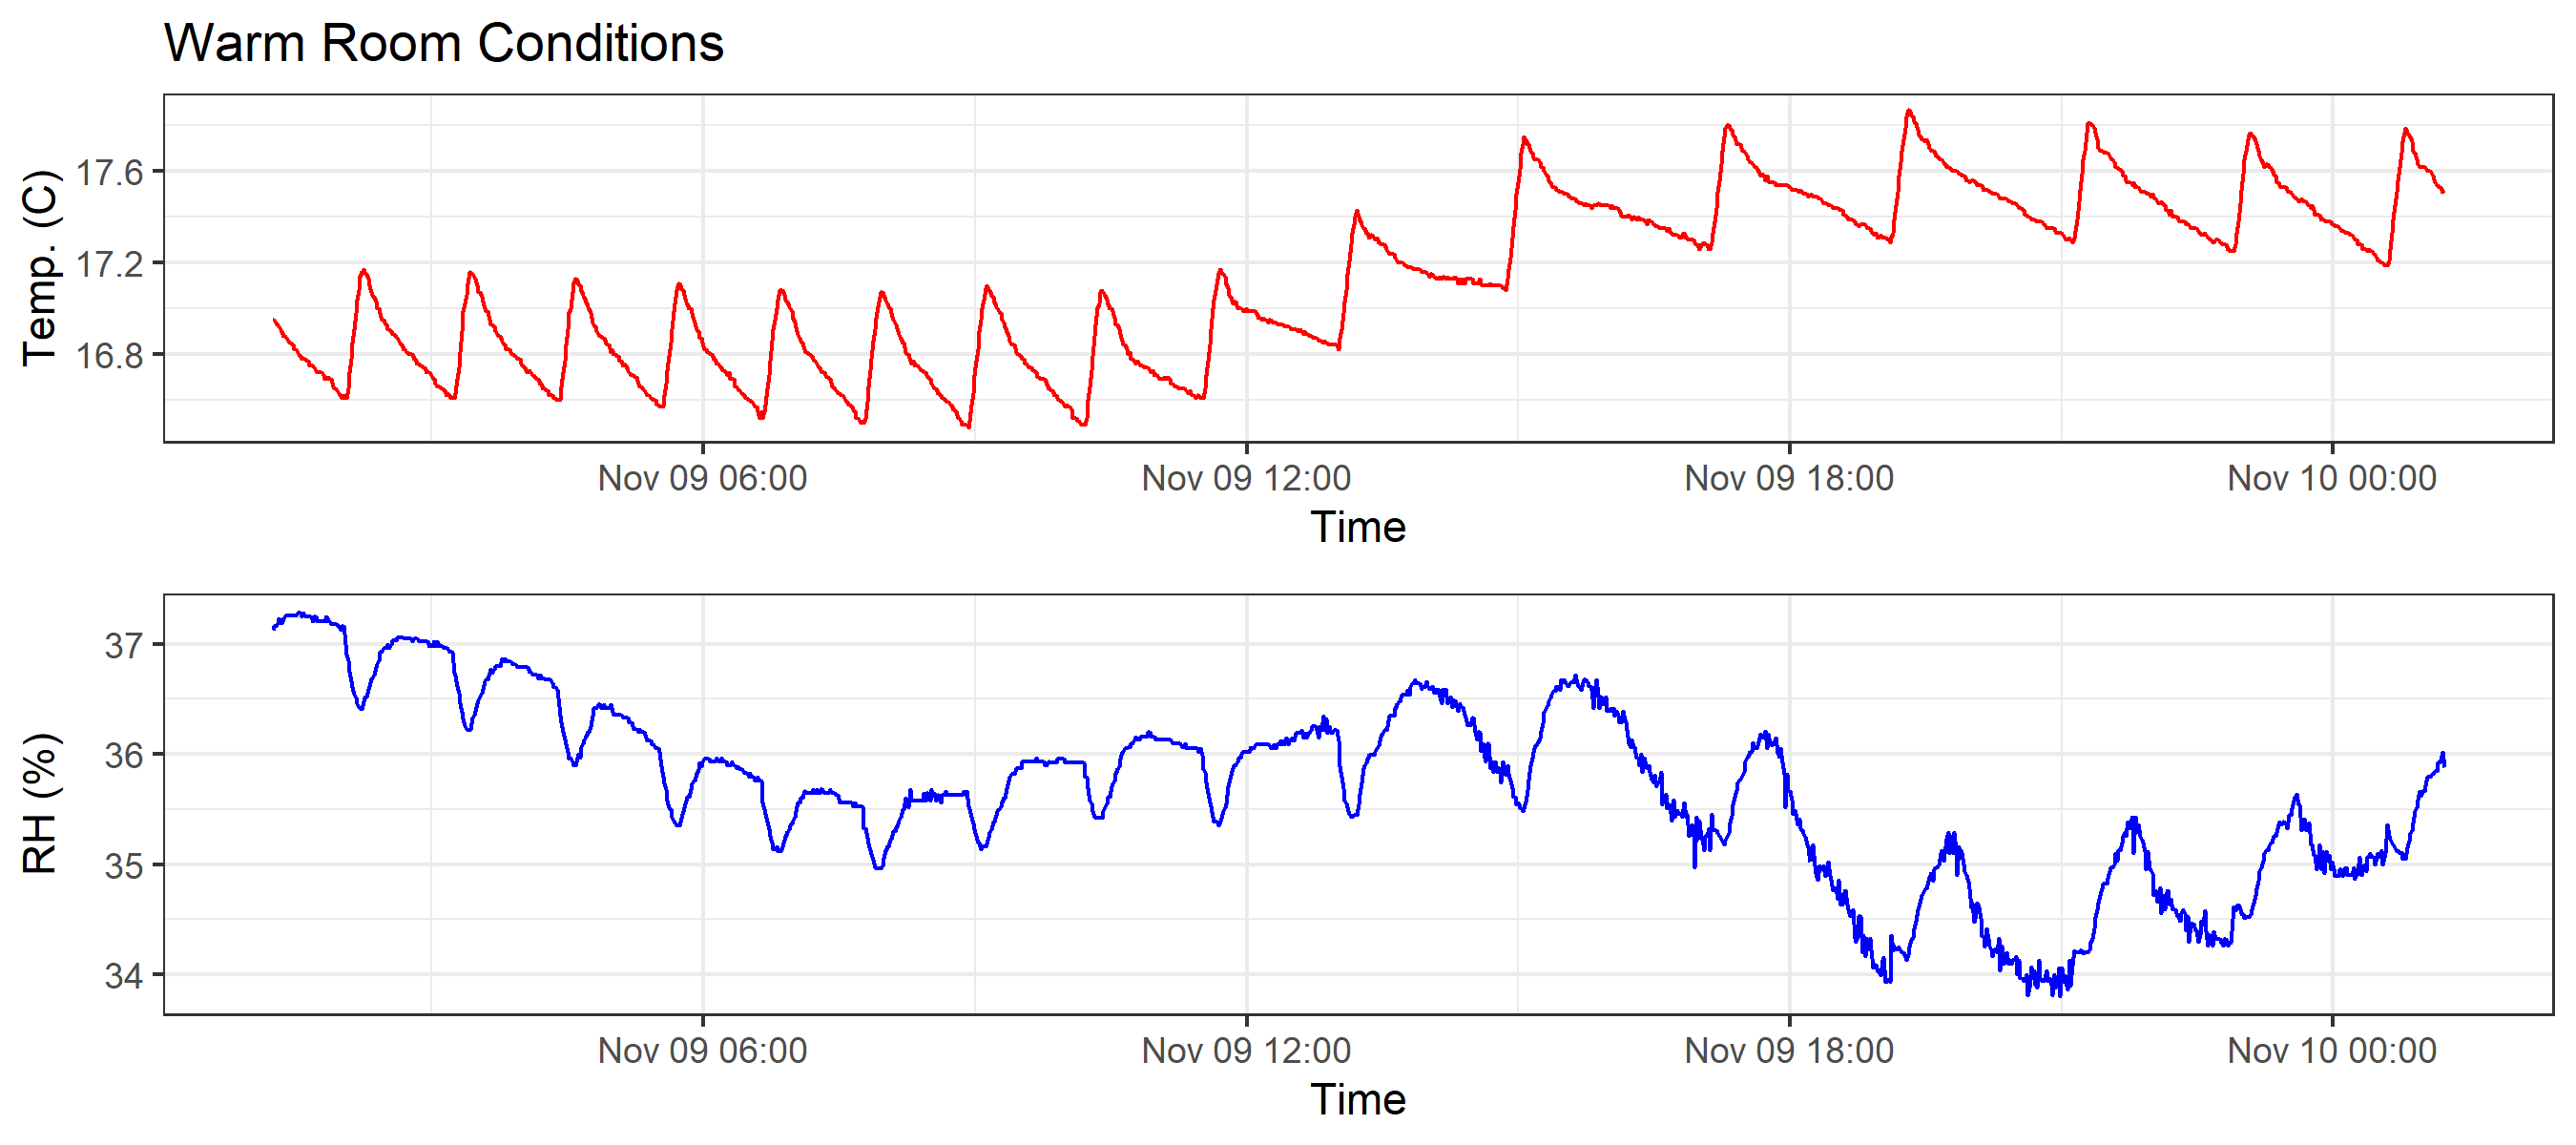 Warm Room Conditions
Temp. (C)
17.6
17.2
16.8
Nov 09 06:00 Nov 09 12:00 Nov 09 18:00 Nov 10 00:00
Time
RH (%)
37
36
35
34
Nov 09 06:00 Nov 09 12:00 Nov 09 18:00 Nov 10 00:00
Time